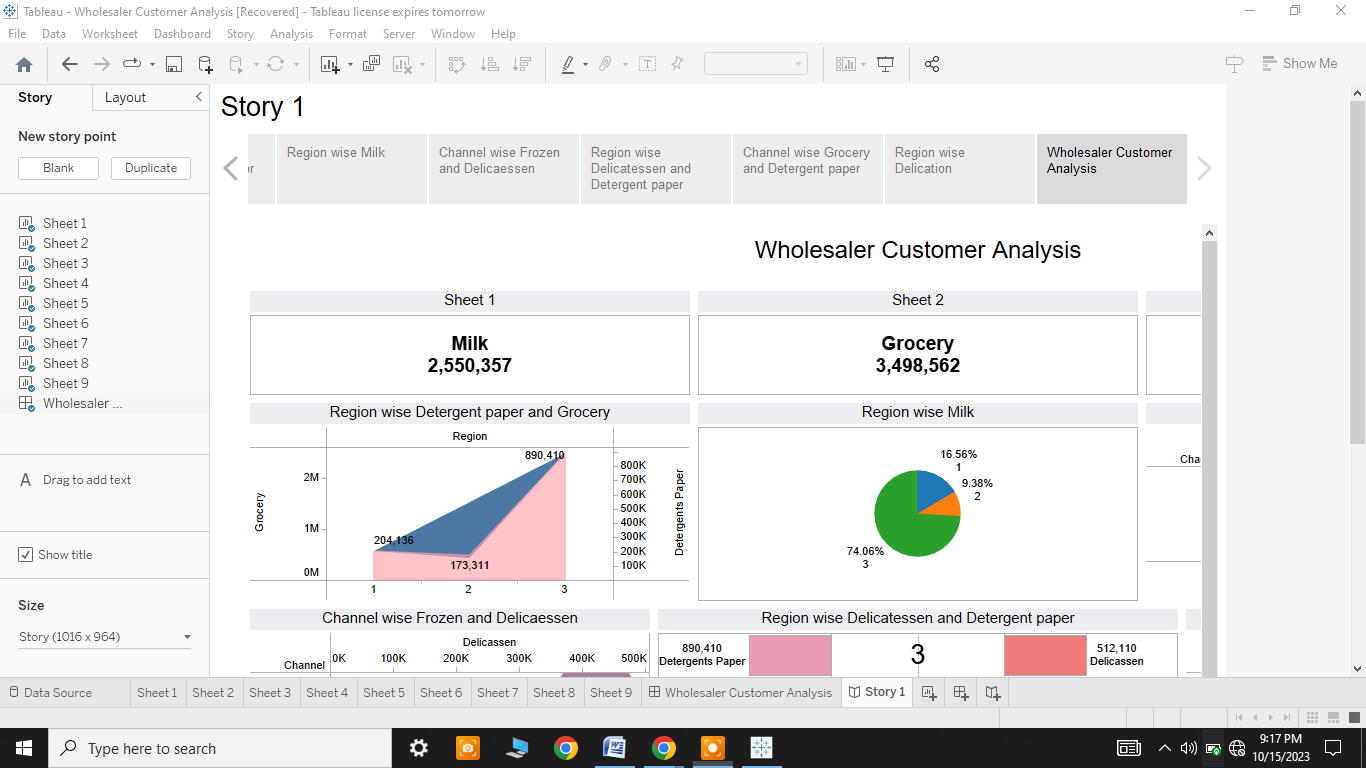 Tableau - Wholesaler Customer Analysis [Recovered] - Tableau license expires tomorrow
File Data Worksheet Dashboard Story Analysis Format Server Window Help
Show Me
Story Layout
New story point
Blank Duplicate
Sheet 1
Sheet 2
Sheet 3
Sheet 4
Sheet 5
Sheet 6
Sheet 7
Sheet 8
Sheet 9
Wholesaler ...
A Drag to add text
Show title
Size
Story (1016 x 964)
Story 1
or
Region wise Milk
Channel wise Frozen
and Delicaessen
Region wise
Delicatessen and
Detergent paper
Channel wise Grocery
and Detergent paper
Region wise
Delication
Wholesaler Customer
Analysis
Wholesaler Customer Analysis
Sheet 1
Milk
2,550,357
Sheet 2
Grocery
3,498,562
Region wise Detergent paper and Grocery
Region
Grocery
2M
1M
0M
890,410
204,136
173,311
1 2 3
800K
700K
600K
500K
400K
300K
200K
100K
Detergents Paper
Region wise Milk
16.56%
1
9.38%
2
74.06%
3
Cha
Channel wise Frozen and Delicaessen
Delicassen
Channel 0K 100K 200K 300K 400K 500K
Region wise Delicatessen and Detergent paper
890,410
Detergents Paper
3
512,110
Delicassen
Data Source Sheet 1 Sheet 2 Sheet 3 Sheet 4 Sheet 5 Sheet 6 Sheet 7 Sheet 8 Sheet 9 Wholesaler Customer Analysis Story 1
Type here to search
9:17 PM
10/15/2023